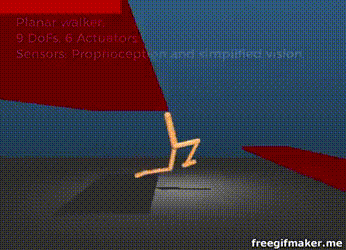 Planar walker:
9 DoFs, 6 Actuators
Sensors: Proprioception and simplified vision
freegifmaker.me